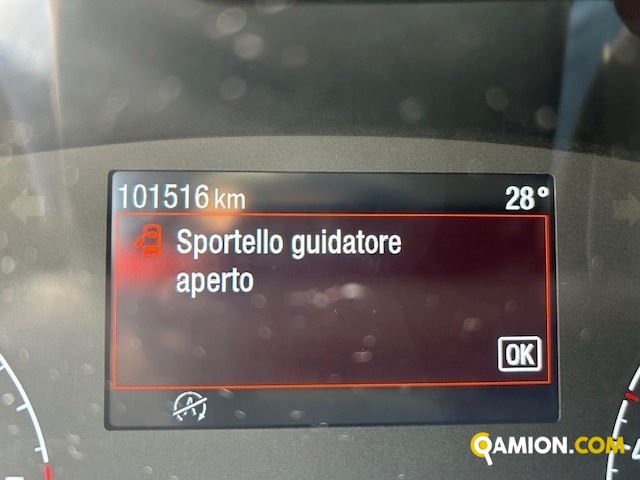 101516 km 28°
Sportello guidatore
aperto
OK
A
QAMION.COM